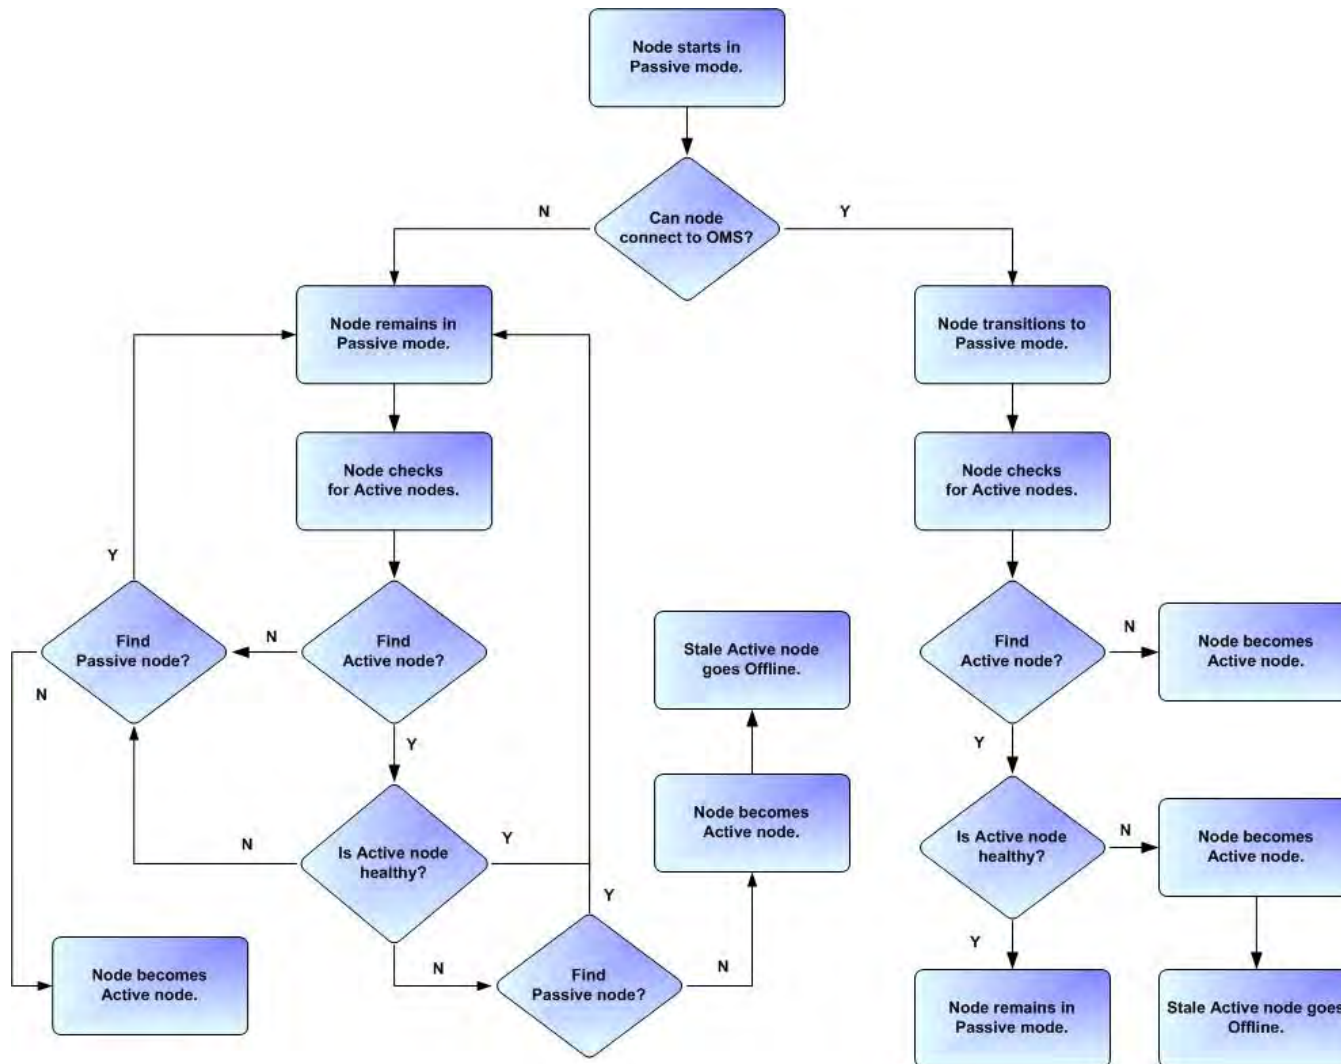 Node starts in
Passive mode.
N
Can node
connect to OMS?
Y
Node remains in
Passive mode.
Node transitions to
Passive mode.
Node checks
for Active nodes.
Node checks
for Active nodes.
Y
Find
Passive node?
N
Find
Active node?
N
Y
Stale Active node
goes Offline.
Find
Active node?
N
Node becomes
Active node.
Y
N
Is Active node
healthy?
Y
Node becomes
Active node.
Is Active node
healthy?
N
Node becomes
Active node.
Y
Y
Node becomes
Active node.
N
Find
Passive node?
N
Node remains in
Passive mode.
Stale Active node goes
Offline.